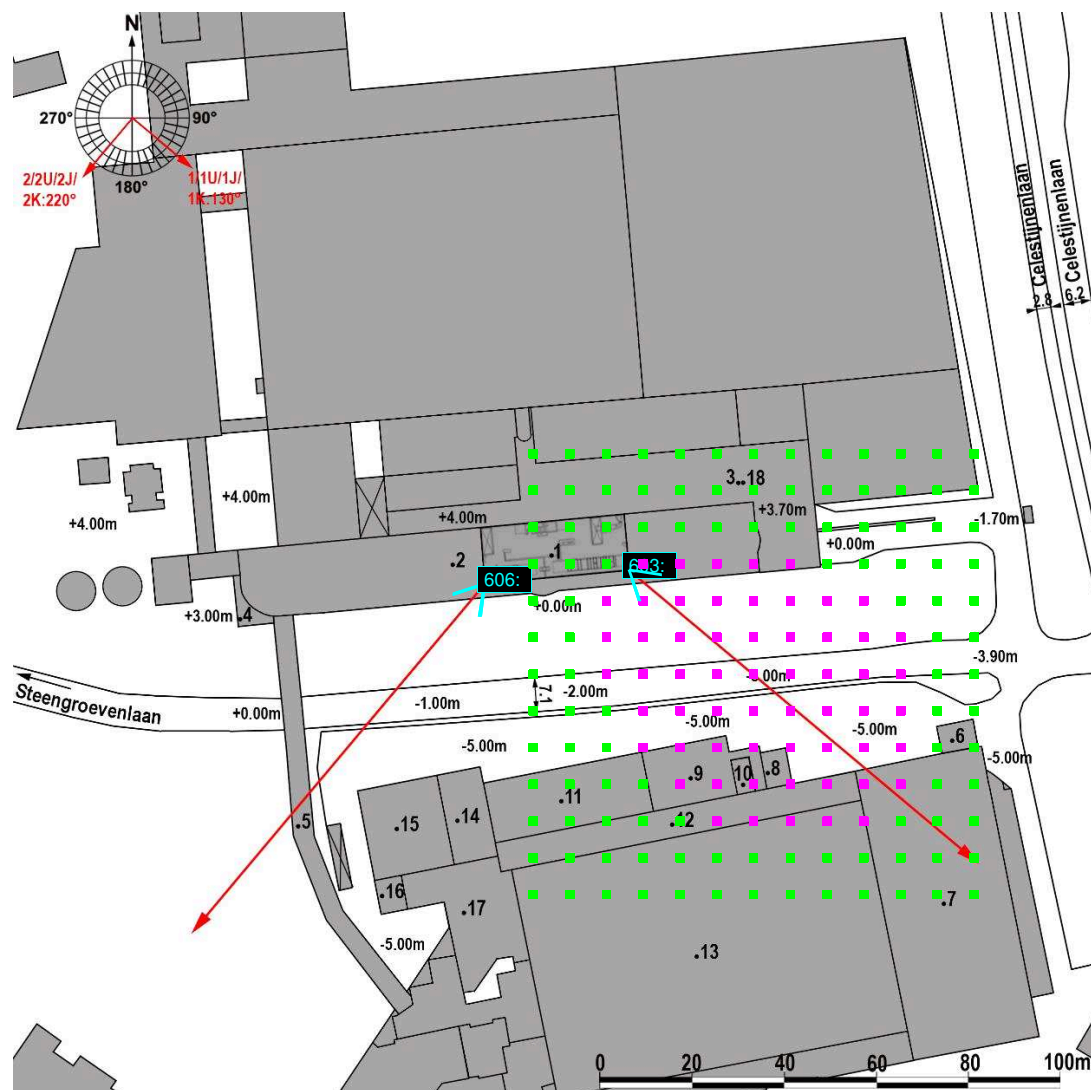 N
270°
90°
180°
2/2U/2J/
2K:220°
1/1U/1J/
1K:130°
Celestijnenlaan
Celestijnenlaan
2.8
6.2
+4.00m
+4.00m
+4.00m
3
18
+3.70m
-1.70m
+0.00m
2
1
606:
+0.00m
+3.00m
4
-3.90m
Steengroevenlaan
+0.00m
-1.00m
7.1
-2.00m
-5.00m
-5.00m
-5.00m
-5.00m
6
9
10
8
11
12
14
15
5
16
17
7
-5.00m
13
0
20
40
60
80
100m